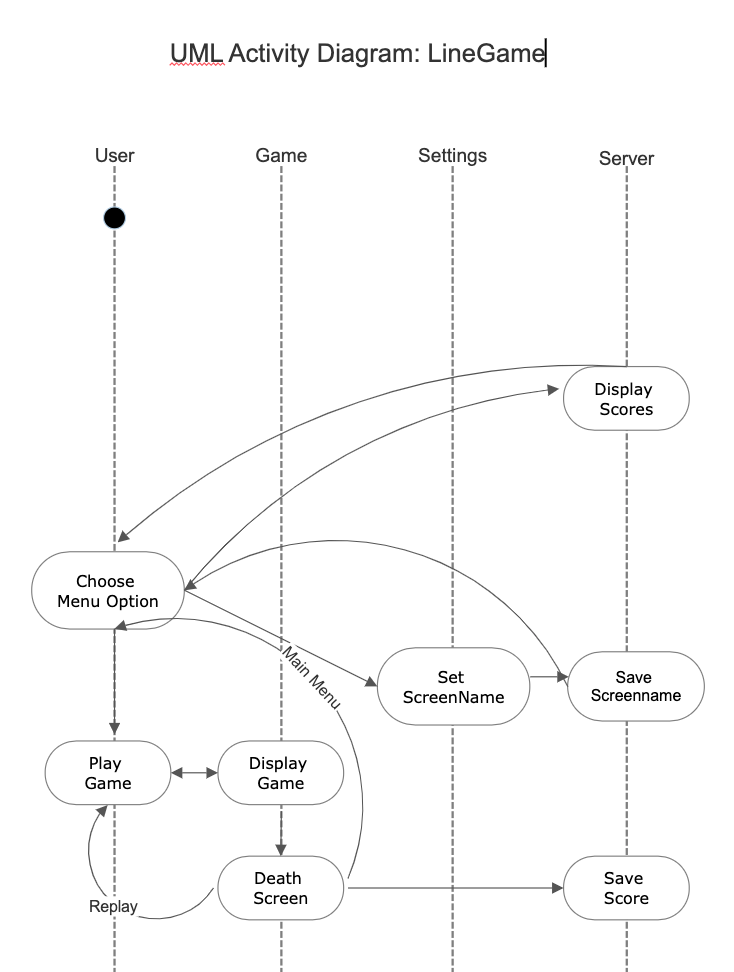 UML Activity Diagram: LineGame
User
Game
Settings
Server
Display
Scores
Choose
Menu Option
Main Menu
Set
ScreenName
Save
Screenname
Play
Game
Display
Game
Death
Screen
Save
Score
Replay